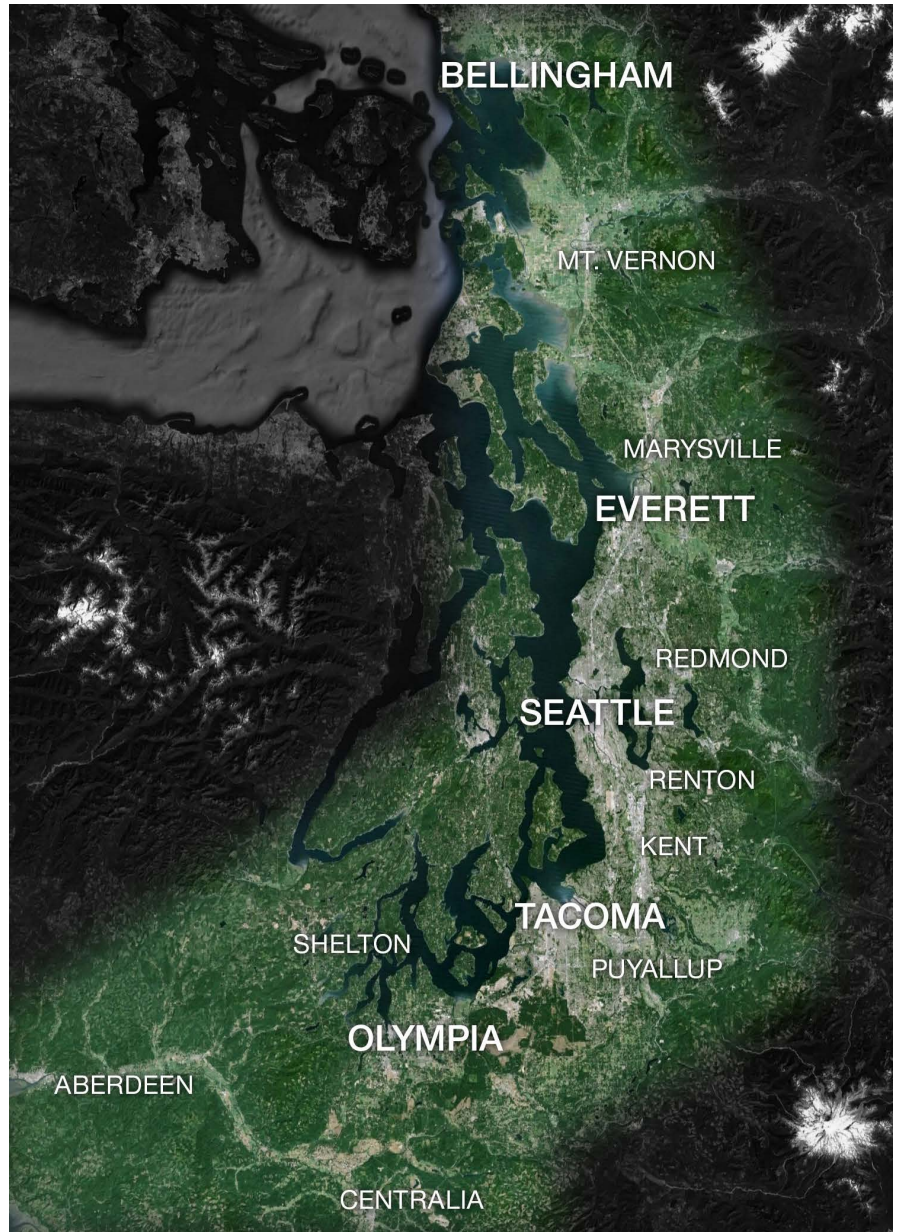 BELLINGHAM
MT. VERNON
MARYSVILLE
EVERETT
REDMOND
SEATTLE
RENTON
KENT
TACOMA
SHELTON
PUYALLUP
OLYMPIA
ABERDEEN
CENTRALIA